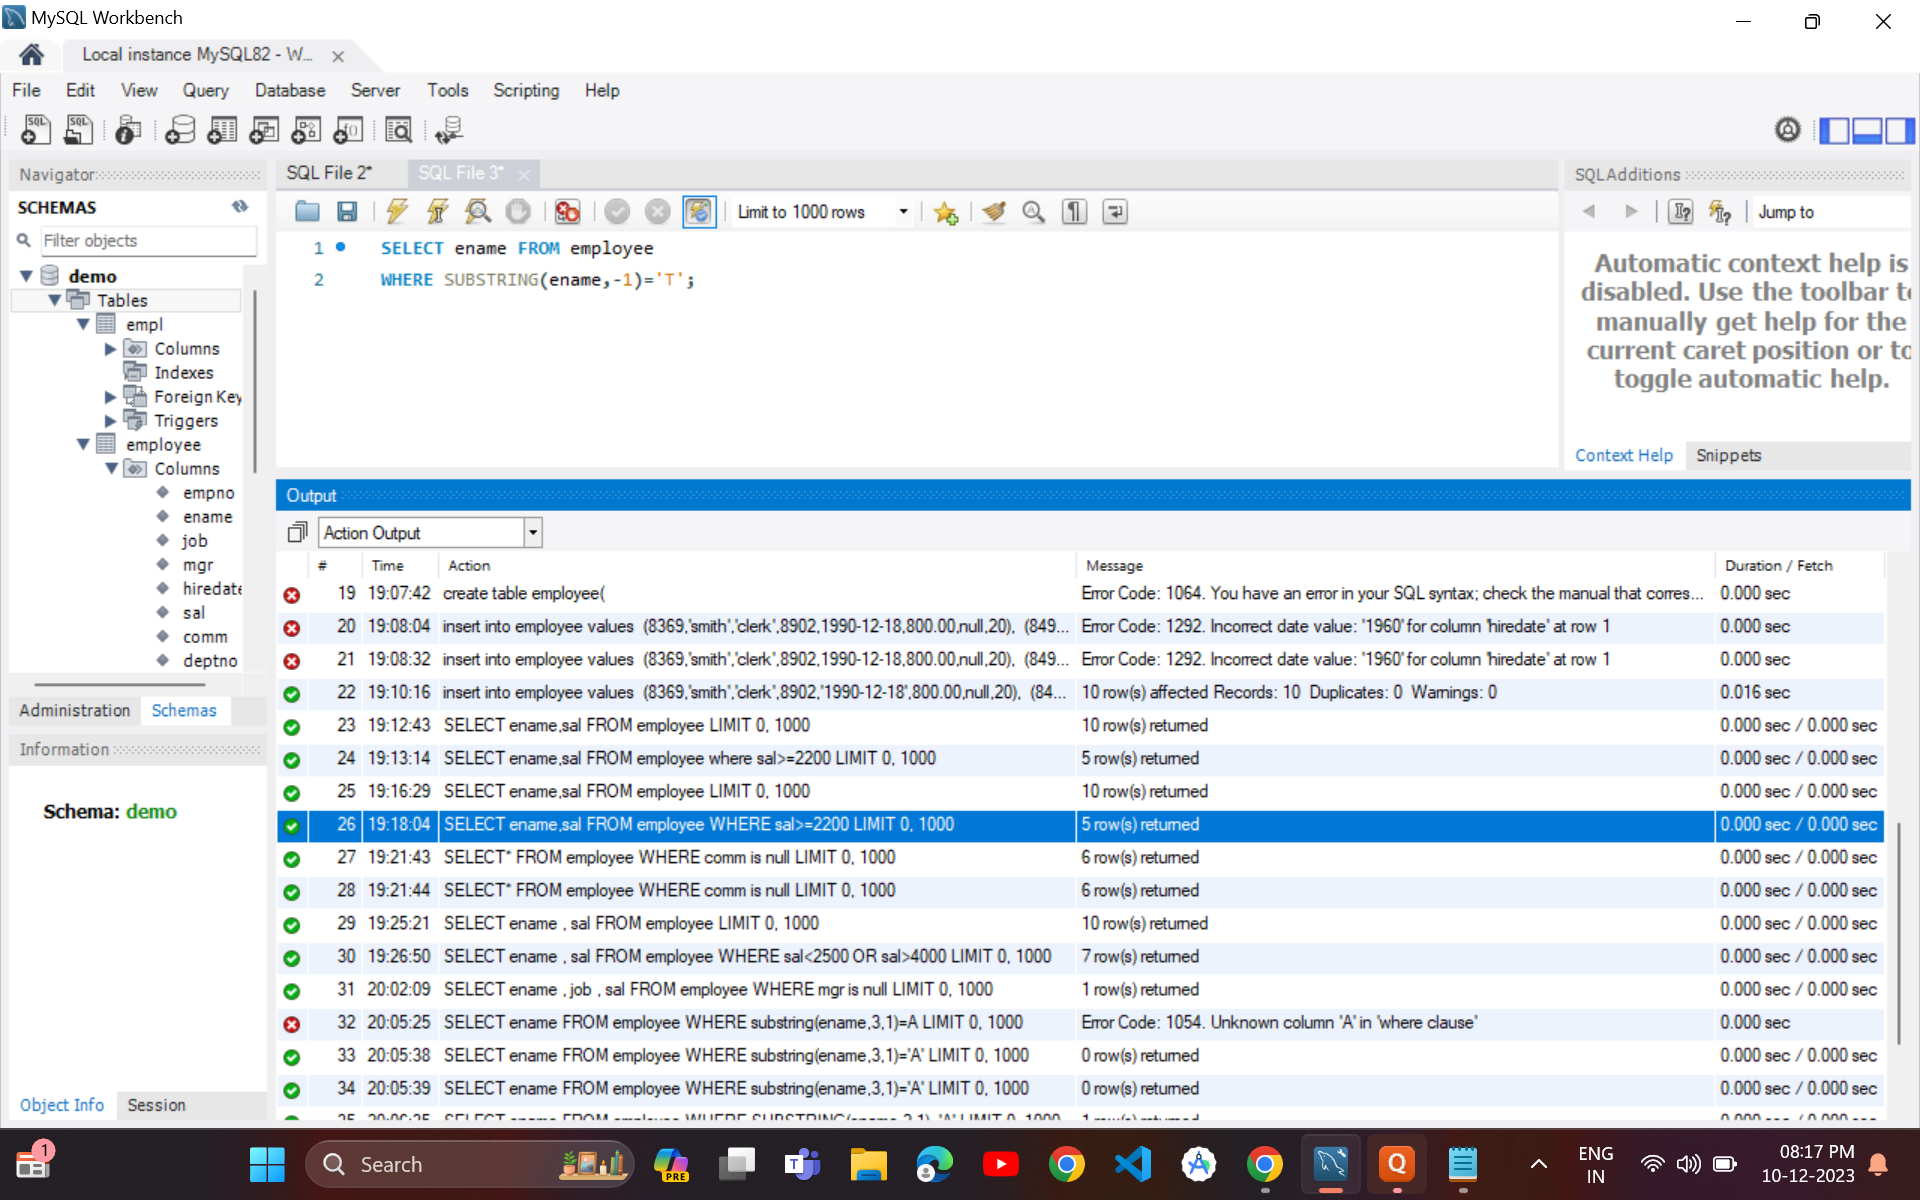 MySQL Workbench
Local instance MySQL82 - W...
File Edit View Query Database Server Tools Scripting Help
Navigator
SCHEMAS
Filter objects
demo
Tables
empl
Columns
Indexes
Foreign Key
Triggers
employee
Columns
empno
ename
job
mgr
hiredate
sal
comm
deptno
Administration Schemas
Information
Schema: demo
Object Info Session
SQL File 2* SQL File 3*
Limit to 1000 rows
1 SELECT ename FROM employee
2 WHERE SUBSTRING(ename,-1)='T';
SQLAdditions
Jump to
Automatic context help is
disabled. Use the toolbar to
manually get help for the
current caret position or to
toggle automatic help.
Context Help Snippets
Output
Action Output
# Time Action Message Duration / Fetch
19 19:07:42 create table employee( Error Code: 1064. You have an error in your SQL syntax; check the manual that corres... 0.000 sec
20 19:08:04 insert into employee values (8369,'smith','clerk',8902,1990-12-18,800.00,null,20), (849... Error Code: 1292. Incorrect date value: '1960' for column 'hiredate' at row 1 0.000 sec
21 19:08:32 insert into employee values (8369,'smith','clerk',8902,1990-12-18,800.00,null,20), (849... Error Code: 1292. Incorrect date value: '1960' for column 'hiredate' at row 1 0.000 sec
22 19:10:16 insert into employee values (8369,'smith','clerk',8902,'1990-12-18',800.00,null,20), (84... 10 row(s) affected Records: 10 Duplicates: 0 Warnings: 0 0.016 sec
23 19:12:43 SELECT ename,sal FROM employee LIMIT 0, 1000 10 row(s) returned 0.000 sec / 0.000 sec
24 19:13:14 SELECT ename,sal FROM employee where sal>=2200 LIMIT 0, 1000 5 row(s) returned 0.000 sec / 0.000 sec
25 19:16:29 SELECT ename,sal FROM employee LIMIT 0, 1000 10 row(s) returned 0.000 sec / 0.000 sec
26 19:18:04 SELECT ename,sal FROM employee WHERE sal>=2200 LIMIT 0, 1000 5 row(s) returned 0.000 sec / 0.000 sec
27 19:21:43 SELECT* FROM employee WHERE comm is null LIMIT 0, 1000 6 row(s) returned 0.000 sec / 0.000 sec
28 19:21:44 SELECT* FROM employee WHERE comm is null LIMIT 0, 1000 6 row(s) returned 0.000 sec / 0.000 sec
29 19:25:21 SELECT ename , sal FROM employee LIMIT 0, 1000 10 row(s) returned 0.000 sec / 0.000 sec
30 19:26:50 SELECT ename , sal FROM employee WHERE sal<2500 OR sal>4000 LIMIT 0, 1000 7 row(s) returned 0.000 sec / 0.000 sec
31 20:02:09 SELECT ename , job , sal FROM employee WHERE mgr is null LIMIT 0, 1000 1 row(s) returned 0.000 sec / 0.000 sec
32 20:05:25 SELECT ename FROM employee WHERE substring(ename,3,1)=A LIMIT 0, 1000 Error Code: 1054. Unknown column 'A' in 'where clause' 0.000 sec
33 20:05:38 SELECT ename FROM employee WHERE substring(ename,3,1)='A' LIMIT 0, 1000 0 row(s) returned 0.000 sec / 0.000 sec
34 20:05:39 SELECT ename FROM employee WHERE substring(ename,3,1)='A' LIMIT 0, 1000 0 row(s) returned 0.000 sec / 0.000 sec
1
Search
PRE
ENG
IN
08:17 PM
10-12-2023